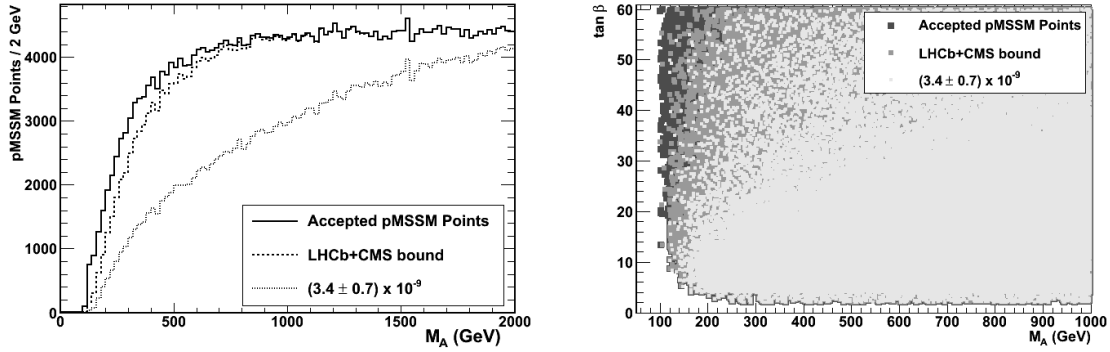 pMSSM Points / 2 GeV
4000
3000
2000
1000
0
Accepted pMSSM Points
LHCb+CMS bound
(3.4 ± 0.7) x 10-9
0 500 1000 1500 2000
MA (GeV)
tan β
60
50
40
30
20
10
0
Accepted pMSSM Points
LHCb+CMS bound
(3.4 ± 0.7) x 10-9
100 200 300 400 500 600 700 800 900 1000
MA (GeV)